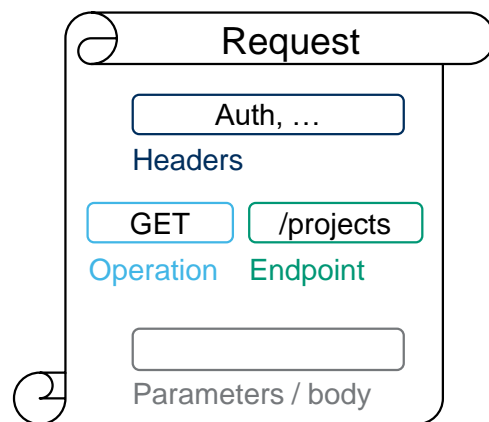 Request
Auth, …
Headers
GET /projects
Operation Endpoint
Parameters / body